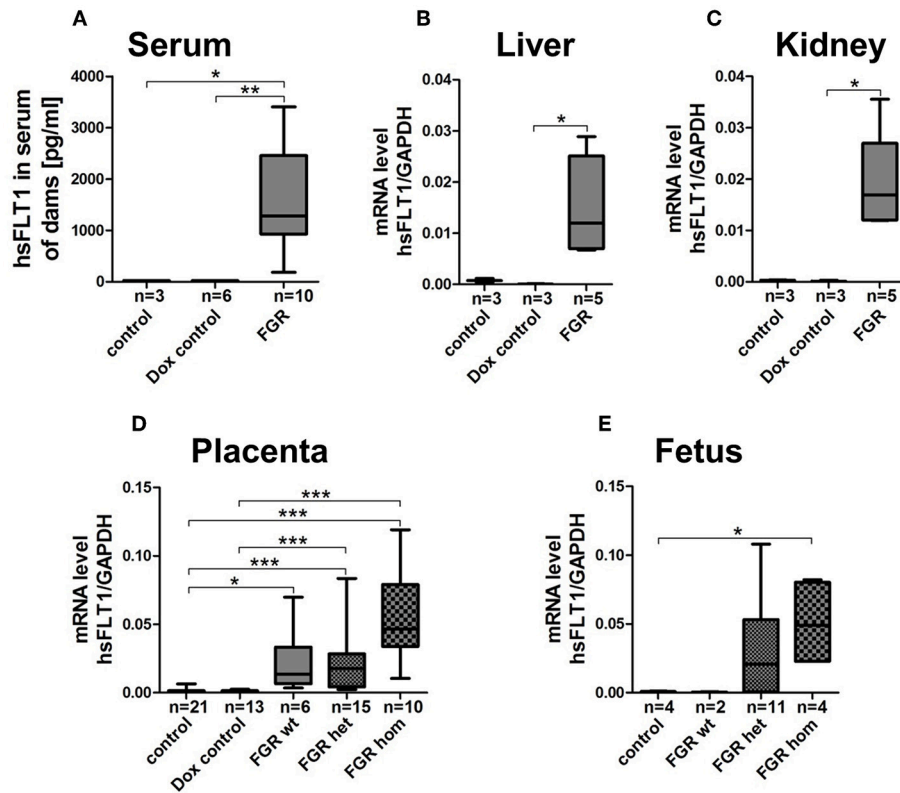 A
Serum
hsFLT1 in serum
of dams [pg/ml]
4000
3000
2000
1000
0
*
**
n=3
n=6
n=10
control
Dox control
FGR
B
Liver
mRNA level
hsFLT1/GAPDH
0.04
0.03
0.02
0.01
0.00
*
n=3
n=3
n=5
control
Dox control
FGR
C
Kidney
mRNA level
hsFLT1/GAPDH
0.04
0.03
0.02
0.01
0.00
*
n=3
n=3
n=5
control
Dox control
FGR
D
Placenta
mRNA level
hsFLT1/GAPDH
0.15
0.10
0.05
0.00
***
***
***
***
*
n=21
n=13
n=6
n=15
n=10
control
Dox control
FGR wt
FGR het
FGR hom
E
Fetus
mRNA level
hsFLT1/GAPDH
0.15
0.10
0.05
0.00
*
n=4
n=2
n=11
n=4
control
FGR wt
FGR het
FGR hom